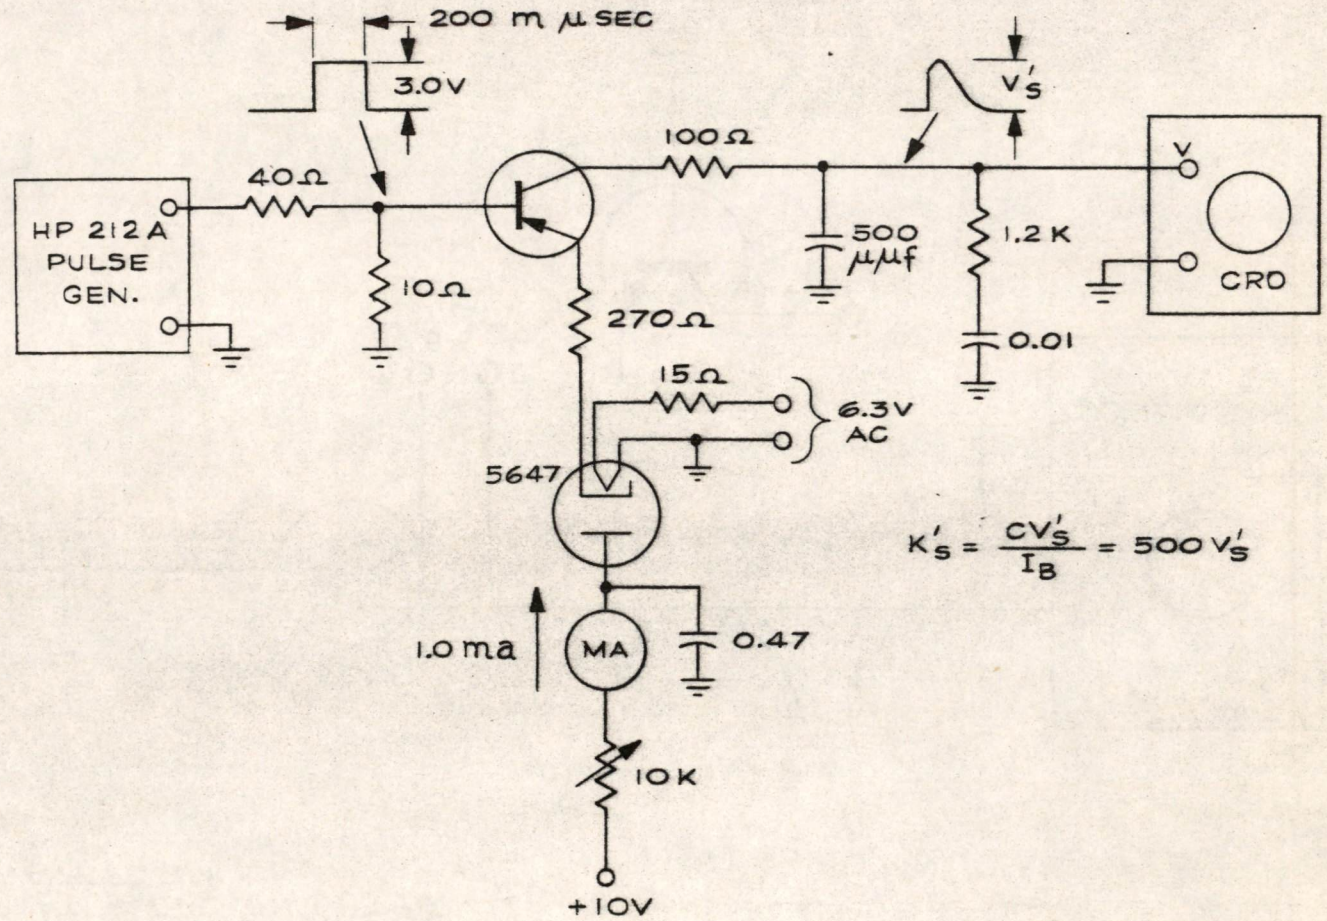 200 m μ SEC
3.0V
V's
40Ω
100Ω
HP 212A
PULSE
GEN.
10Ω
270Ω
500
μμf
1.2 K
V
CRO
0.01
15Ω
6.3V
AC
5647
K's = CV's / I_B = 500 V's
1.0 ma
MA
0.47
10K
+10V